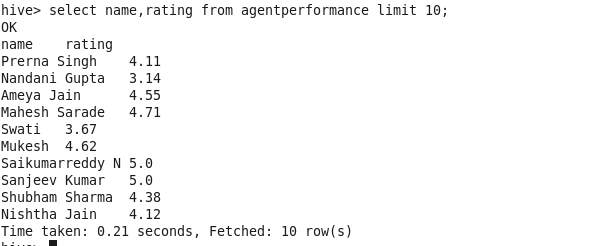 hive> select name,rating from agentperformance limit 10;
OK
name    rating
Prerna Singh    4.11
Nandani Gupta   3.14
Ameya Jain      4.55
Mahesh Sarade   4.71
Swati   3.67
Mukesh  4.62
Saikumarreddy N 5.0
Sanjeev Kumar   5.0
Shubham Sharma  4.38
Nishtha Jain    4.12
Time taken: 0.21 seconds, Fetched: 10 row(s)
hive>